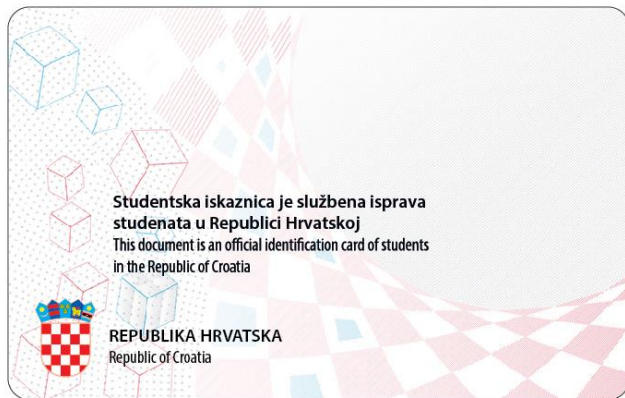 Studentska iskaznica je službena isprava
studenata u Republici Hrvatskoj
This document is an official identification card of students
in the Republic of Croatia
REPUBLIKA HRVATSKA
Republic of Croatia